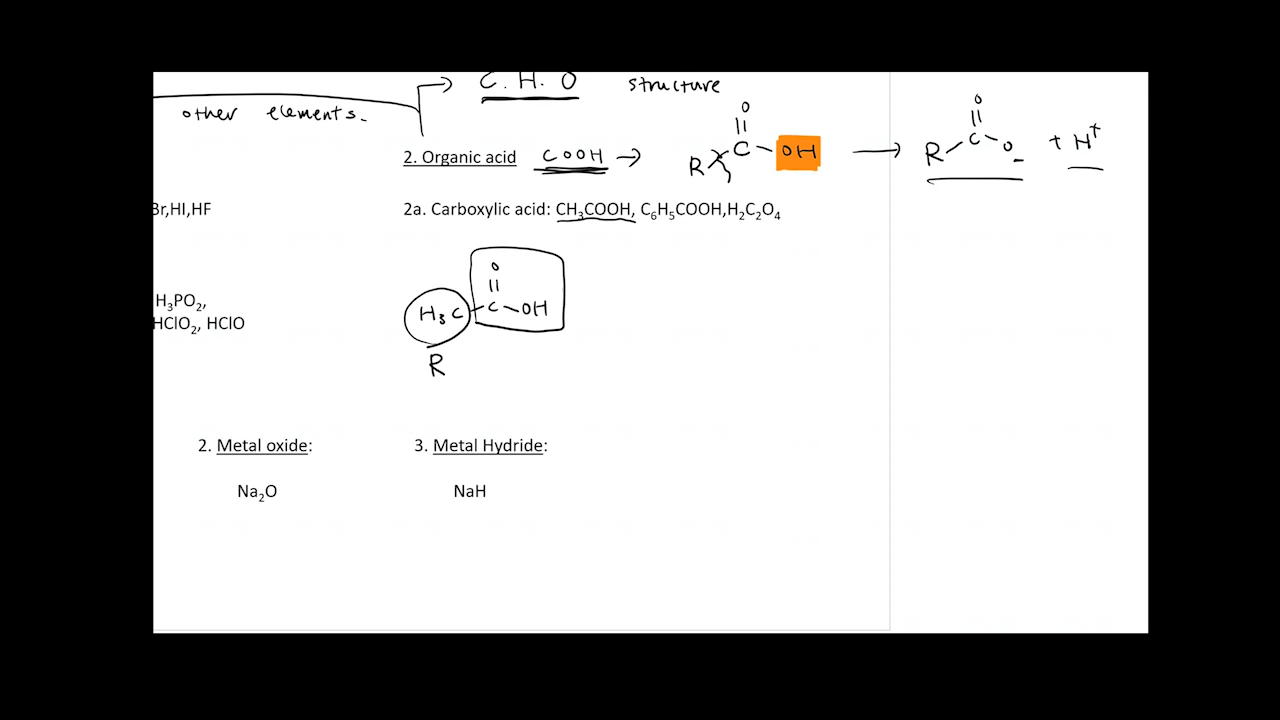 C. H. O structure
other elements.
2. Organic acid COOH → R C O OH → R C O O- + H+
Br,HI,HF
2a. Carboxylic acid: CH₃COOH, C₆H₅COOH,H₂C₂O₄
H₃PO₂,
HClO₂, HClO
O
H₃C C OH
R
2. Metal oxide:
3. Metal Hydride:
Na₂O
NaH